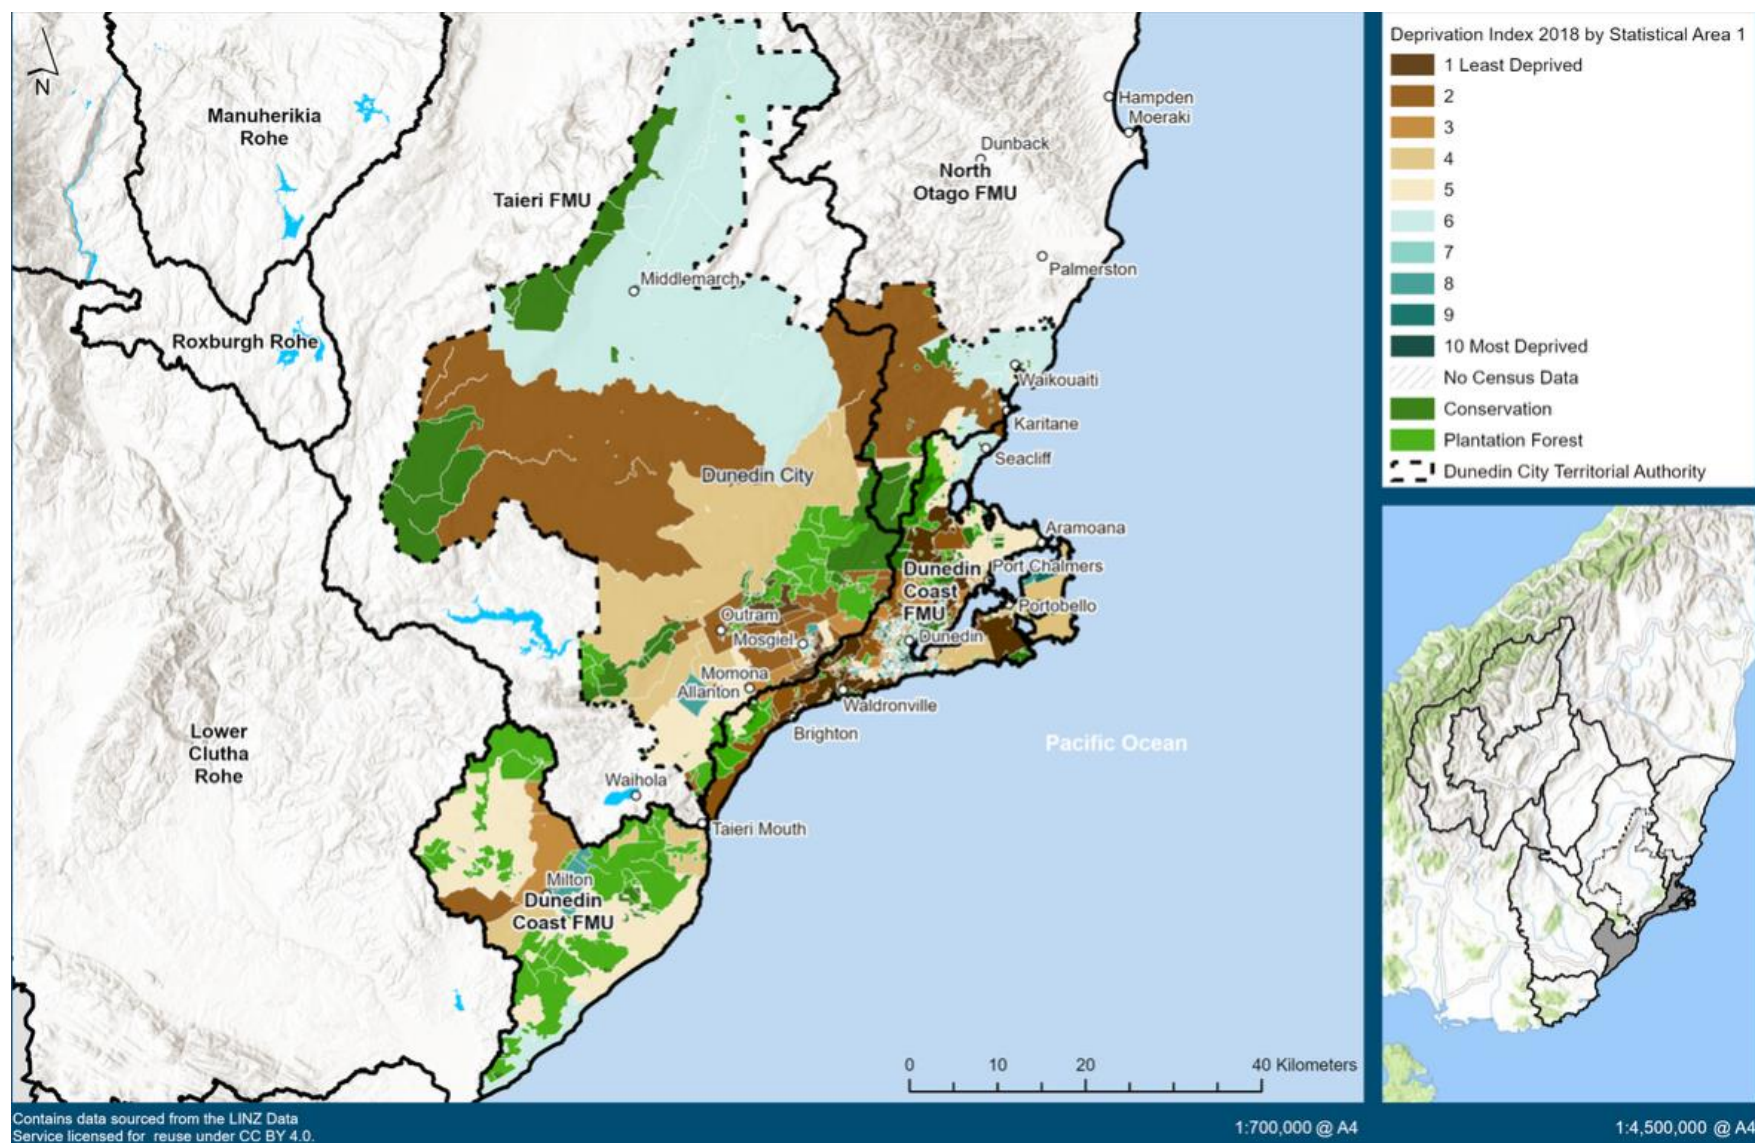 N
Manuherikia
Rohe
Taieri FMU
Hampden
Moeraki
Dunback
North
Otago FMU
Palmerston
Middlemarch
Roxburgh Rohe
Waikouaiti
Karitane
Seacliff
Dunedin City
Aramoana
Dunedin
Coast
FMU
Port Chalmers
Portobello
Outram
Mosgiel
Dunedin
Momona
Allanton
Waldronville
Brighton
Pacific Ocean
Lower
Clutha
Rohe
Waihola
Taieri Mouth
Milton
Dunedin
Coast FMU
0 10 20 40 Kilometers
Contains data sourced from the LINZ Data
Service licensed for reuse under CC BY 4.0.
1:700,000 @ A4
Deprivation Index 2018 by Statistical Area 1
1 Least Deprived
2
3
4
5
6
7
8
9
10 Most Deprived
No Census Data
Conservation
Plantation Forest
Dunedin City Territorial Authority
1:4,500,000 @ A4